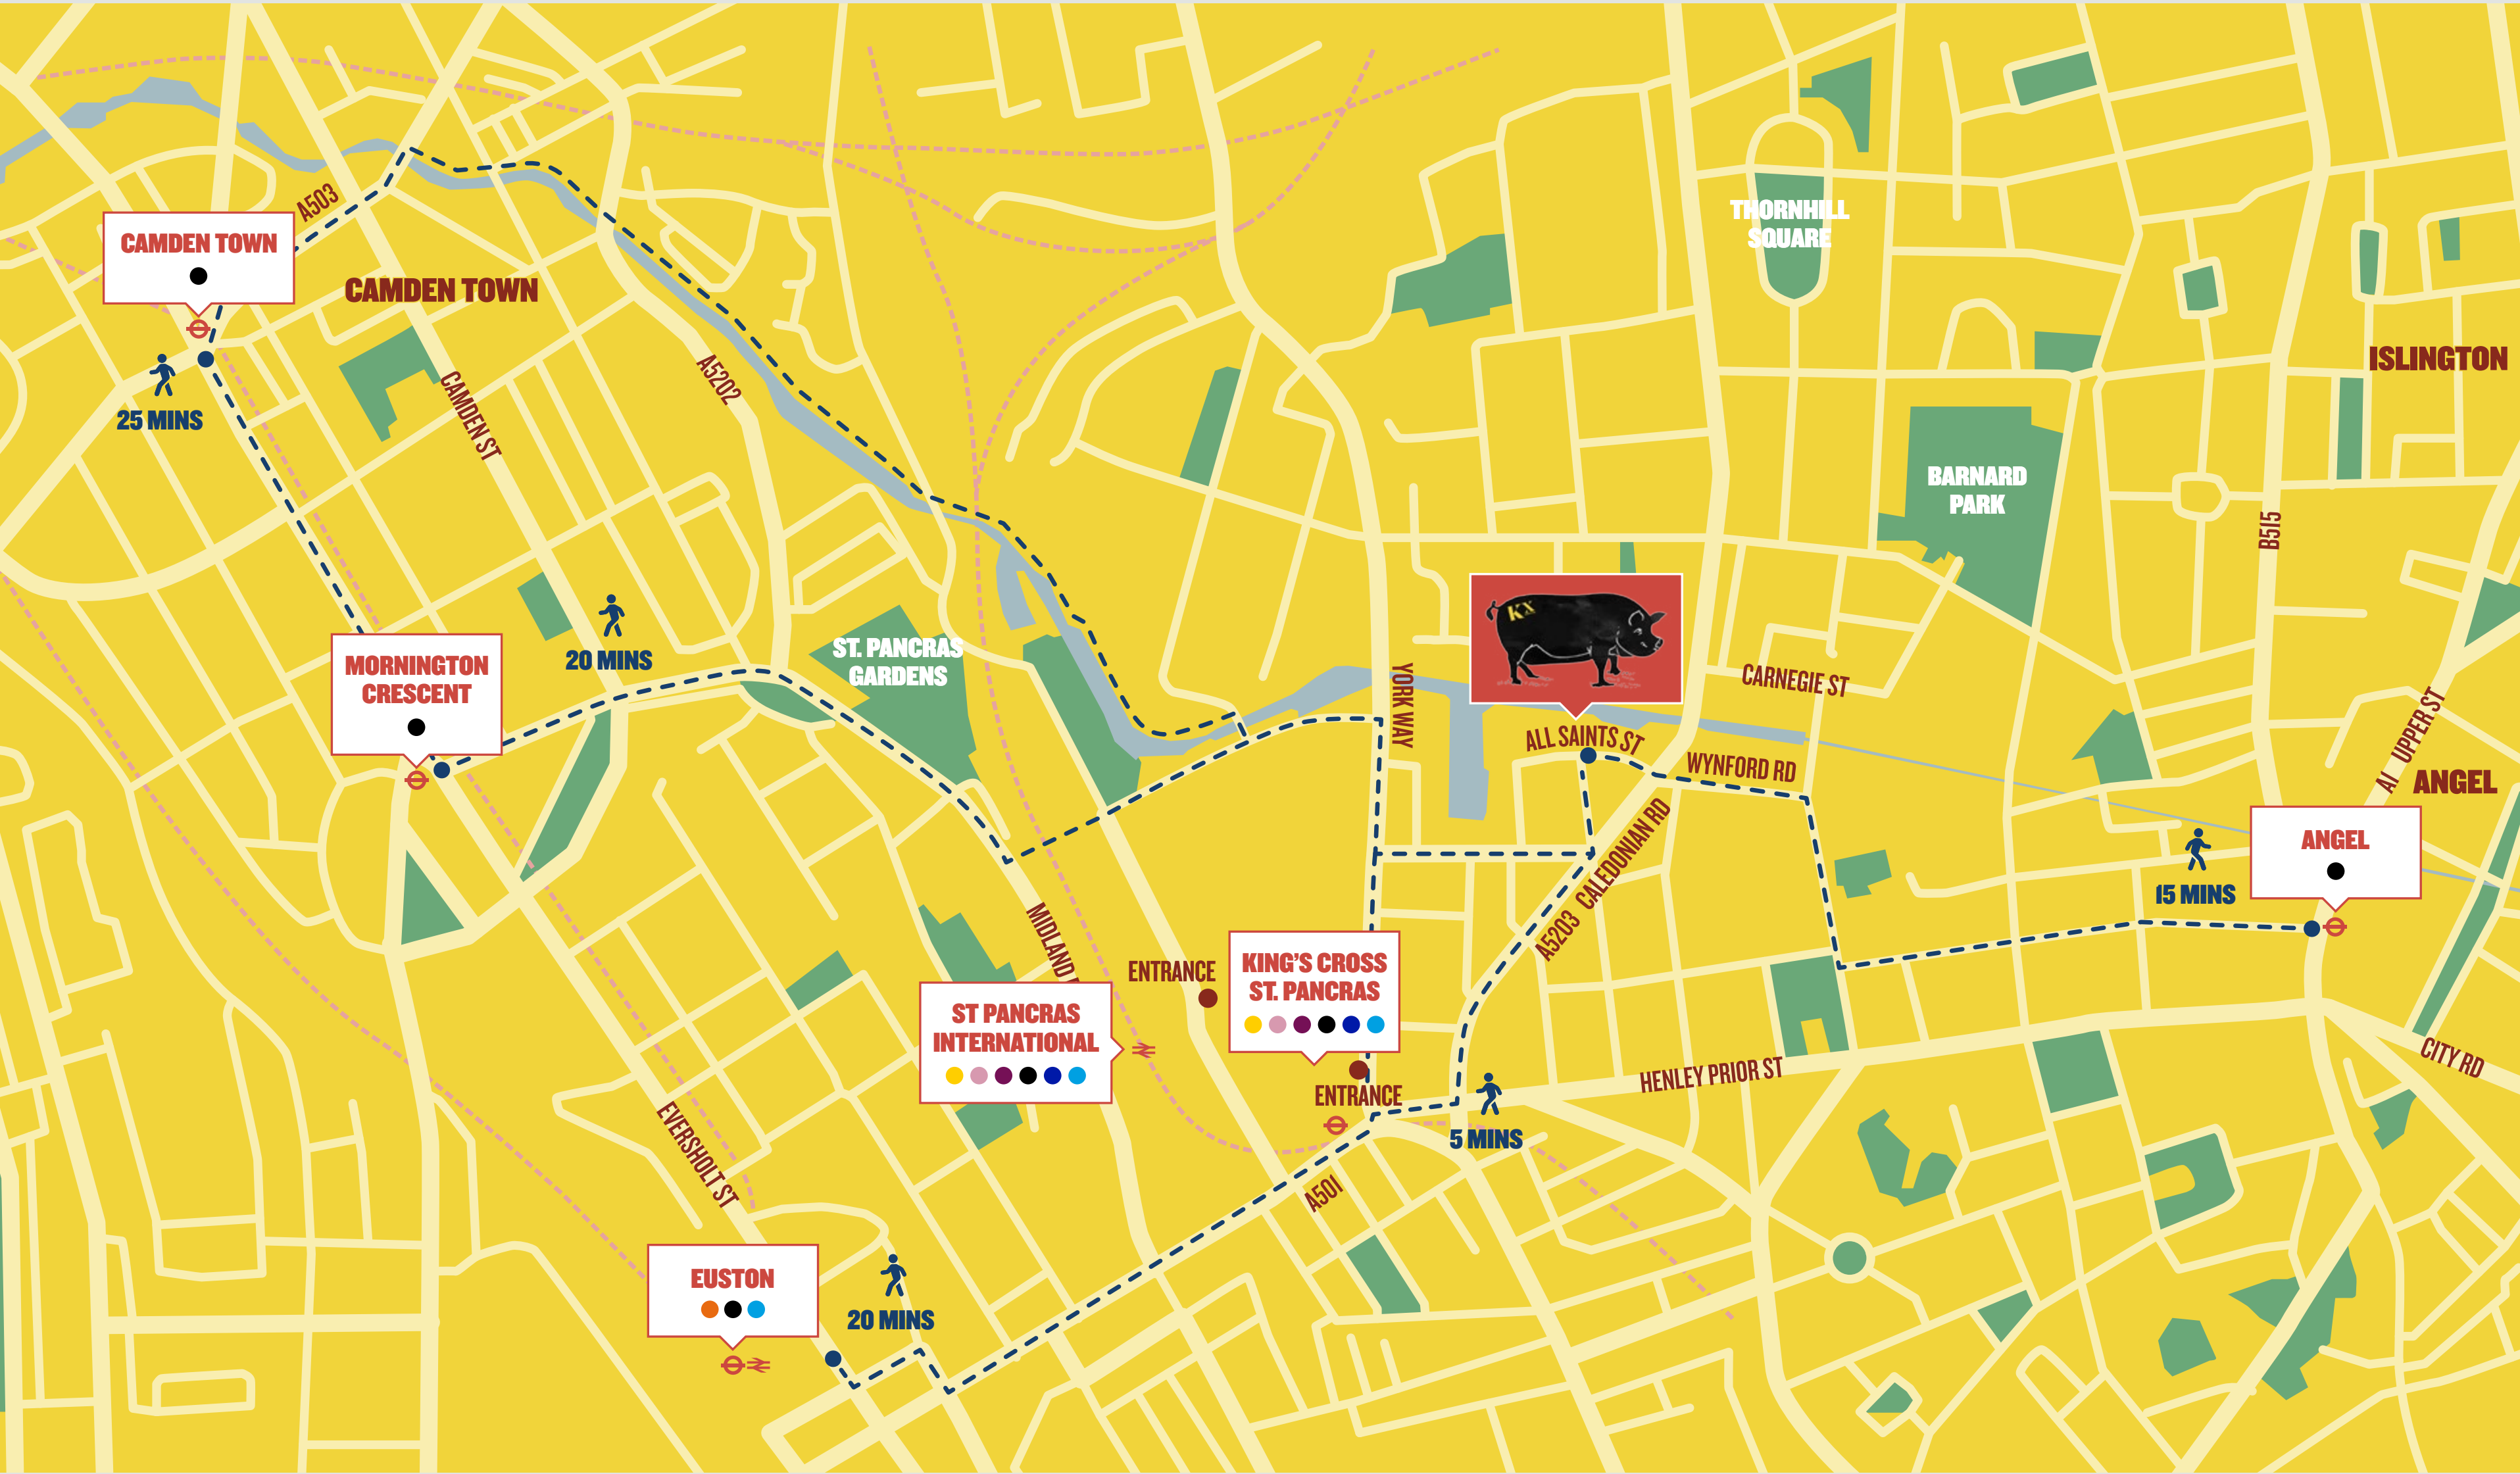 A503
CAMDEN TOWN
CAMDEN TOWN
25 MINS
CAMDEN ST
A5202
THORNHILL
SQUARE
ISLINGTON
BARNARD
PARK
B515
MORNINGTON
CRESCENT
20 MINS
ST. PANCRAS
GARDENS
YORK WAY
KX
ALL SAINTS ST
CARNEGIE ST
WYNFORD RD
A1 UPPER ST
ANGEL
ANGEL
15 MINS
A5203 CALEDONIAN RD
MIDLAND
ENTRANCE
KING'S CROSS
ST. PANCRAS
ENTRANCE
ST PANCRAS
INTERNATIONAL
5 MINS
HENLEY PRIOR ST
CITY RD
EVERSHOLT ST
A501
EUSTON
20 MINS